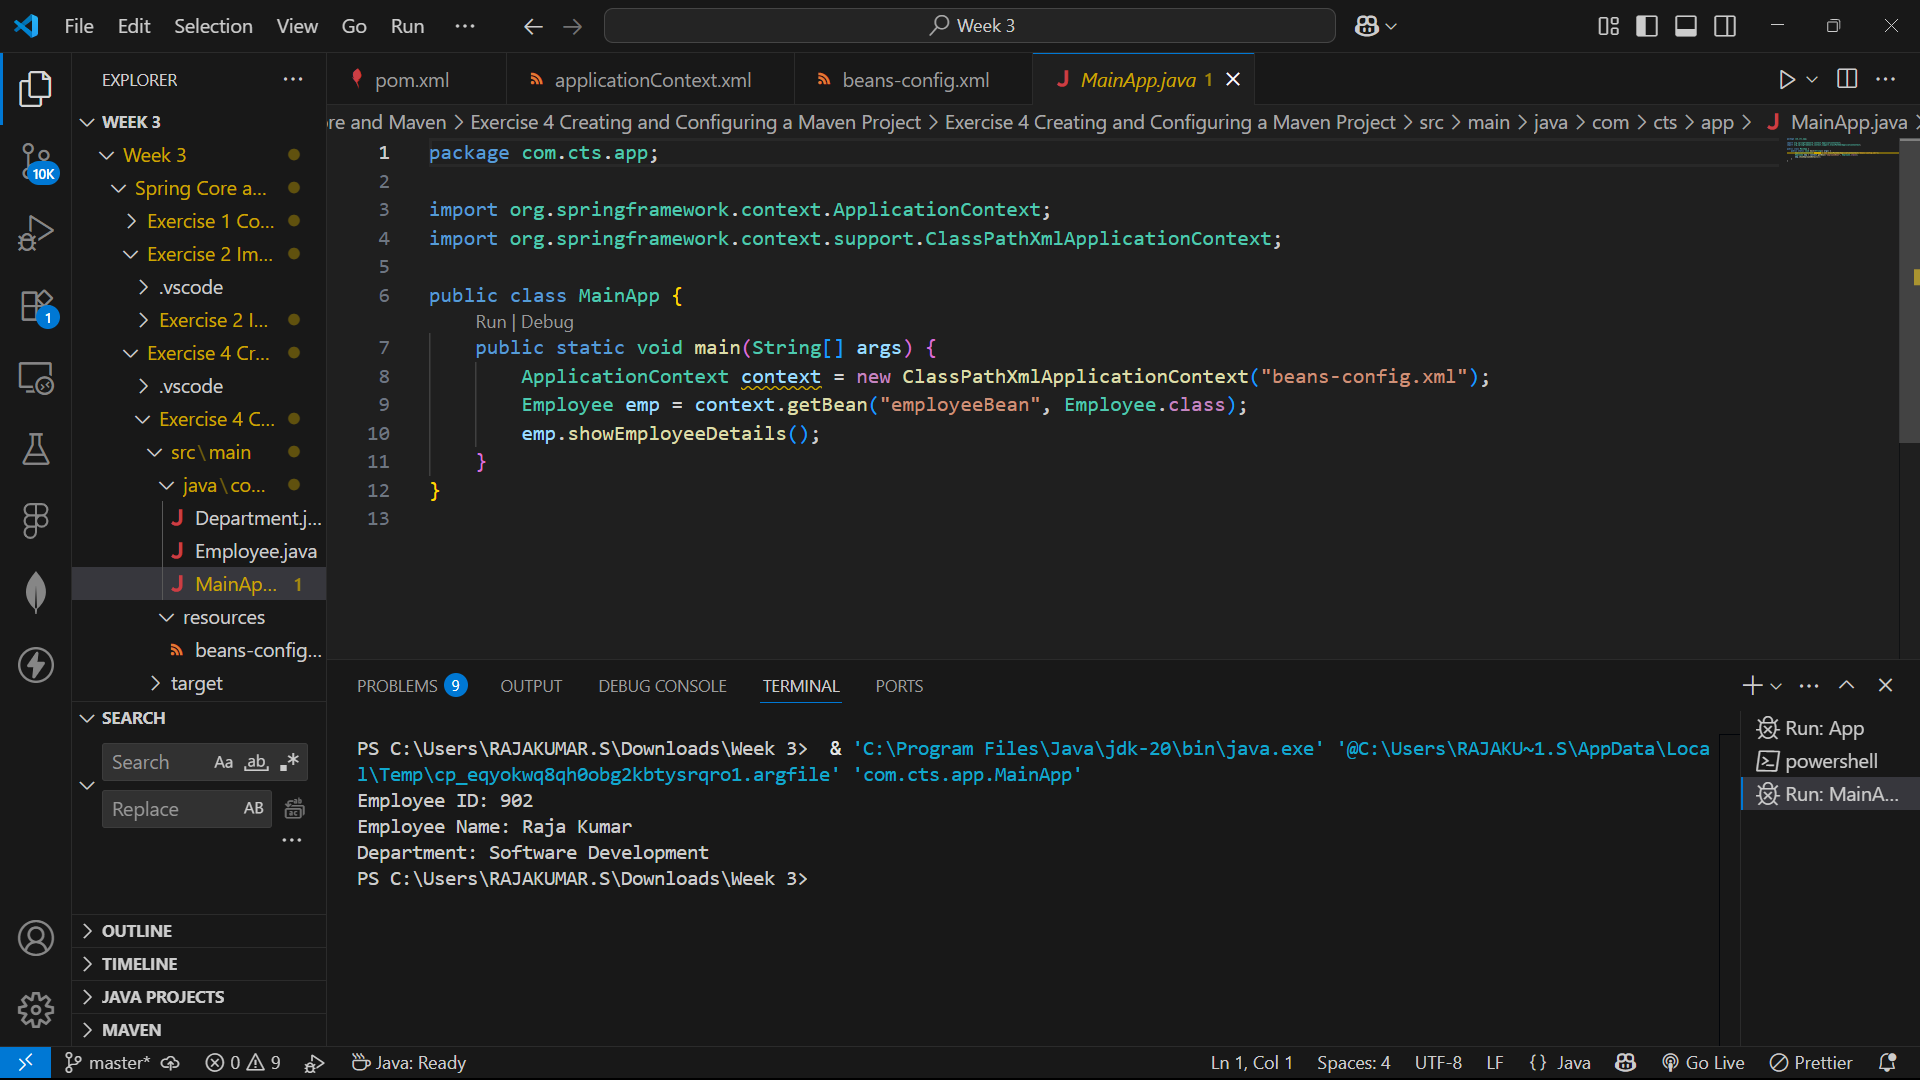 File Edit Selection View Go Run ··· Week 3
EXPLORER ···
WEEK 3
Week 3
Spring Core a...
Exercise 1 Co...
Exercise 2 Im...
.vscode
Exercise 2 I...
Exercise 4 Cr...
.vscode
Exercise 4 C...
src\main
java\co...
Department.j...
Employee.java
MainAp... 1
resources
beans-config...
target
SEARCH
Search Aa ab
Replace AB
···
OUTLINE
TIMELINE
JAVA PROJECTS
MAVEN
10K
1
pom.xml applicationContext.xml beans-config.xml MainApp.java 1
re and Maven > Exercise 4 Creating and Configuring a Maven Project > Exercise 4 Creating and Configuring a Maven Project > src > main > java > com > cts > app > MainApp.java >
1 package com.cts.app;
2
3 import org.springframework.context.ApplicationContext;
4 import org.springframework.context.support.ClassPathXmlApplicationContext;
5
6 public class MainApp {
Run | Debug
7 public static void main(String[] args) {
8 ApplicationContext context = new ClassPathXmlApplicationContext("beans-config.xml");
9 Employee emp = context.getBean("employeeBean", Employee.class);
10 emp.showEmployeeDetails();
11 }
12 }
13
PROBLEMS 9 OUTPUT DEBUG CONSOLE TERMINAL PORTS
PS C:\Users\RAJAKUMAR.S\Downloads\Week 3> & 'C:\Program Files\Java\jdk-20\bin\java.exe' '@C:\Users\RAJAKU~1.S\AppData\Loca
l\Temp\cp_eqyokwq8qh0obg2kbtysrqro1.argfile' 'com.cts.app.MainApp'
Employee ID: 902
Employee Name: Raja Kumar
Department: Software Development
PS C:\Users\RAJAKUMAR.S\Downloads\Week 3>
Run: App
powershell
Run: MainA...
master* 0 9 Java: Ready Ln 1, Col 1 Spaces: 4 UTF-8 LF {} Java Go Live Prettier